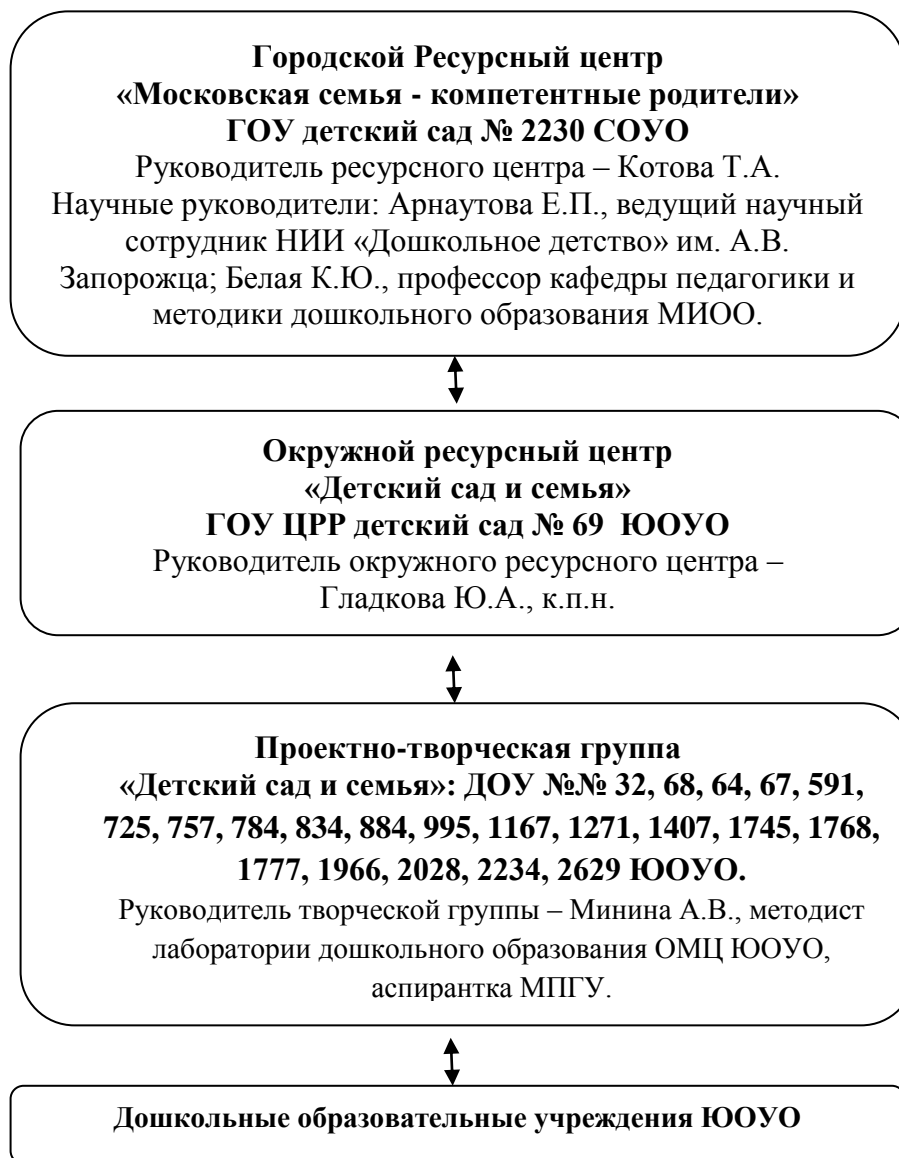 Городской Ресурсный центр
«Московская семья - компетентные родители»
ГОУ детский сад № 2230 СОУО
Руководитель ресурсного центра – Котова Т.А.
Научные руководители: Арнаутова Е.П., ведущий научный
сотрудник НИИ «Дошкольное детство» им. А.В.
Запорожца; Белая К.Ю., профессор кафедры педагогики и
методики дошкольного образования МИОО.
Окружной ресурсный центр
«Детский сад и семья»
ГОУ ЦРР детский сад № 69 ЮОУО
Руководитель окружного ресурсного центра –
Гладкова Ю.А., к.п.н.
Проектно-творческая группа
«Детский сад и семья»: ДОУ №№ 32, 68, 64, 67, 591,
725, 757, 784, 834, 884, 995, 1167, 1271, 1407, 1745, 1768,
1777, 1966, 2028, 2234, 2629 ЮОУО.
Руководитель творческой группы – Минина А.В., методист
лаборатории дошкольного образования ОМЦ ЮОУО,
аспирантка МПГУ.
Дошкольные образовательные учреждения ЮОУО